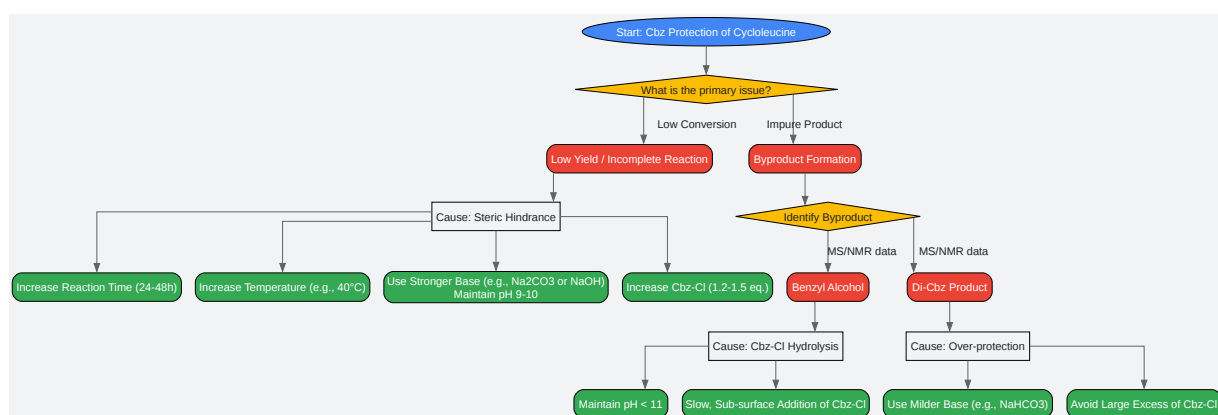 Start: Cbz Protection of Cycloleucine
What is the primary issue?
Low Conversion
Impure Product
Low Yield / Incomplete Reaction
Byproduct Formation
Cause: Steric Hindrance
Identify Byproduct
MS/NMR data
MS/NMR data
Increase Reaction Time (24-48h)
Increase Temperature (e.g., 40°C)
Use Stronger Base (e.g., Na2CO3 or NaOH)
Maintain pH 9-10
Increase Cbz-Cl (1.2-1.5 eq.)
Benzyl Alcohol
Di-Cbz Product
Cause: Cbz-Cl Hydrolysis
Cause: Over-protection
Maintain pH < 11
Slow, Sub-surface Addition of Cbz-Cl
Use Milder Base (e.g., NaHCO3)
Avoid Large Excess of Cbz-Cl